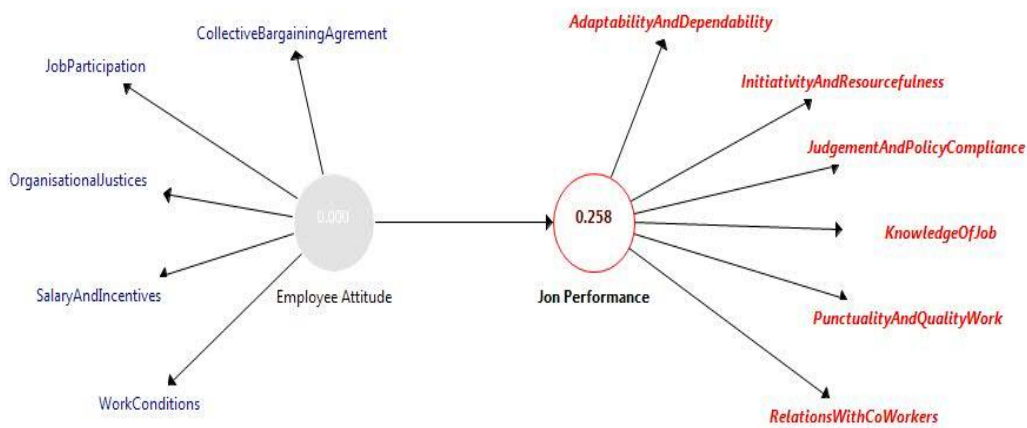 CollectiveBargainingAgrement
JobParticipation
OrganisationalJustices
SalaryAndIncentives
WorkConditions
0.000
Employee Attitude
0.258
Jon Performance
AdaptabilityAndDependability
InitiativityAndResourcefulness
JudgementAndPolicyCompliance
KnowledgeOfJob
PunctualityAndQualityWork
RelationsWithCoWorkers